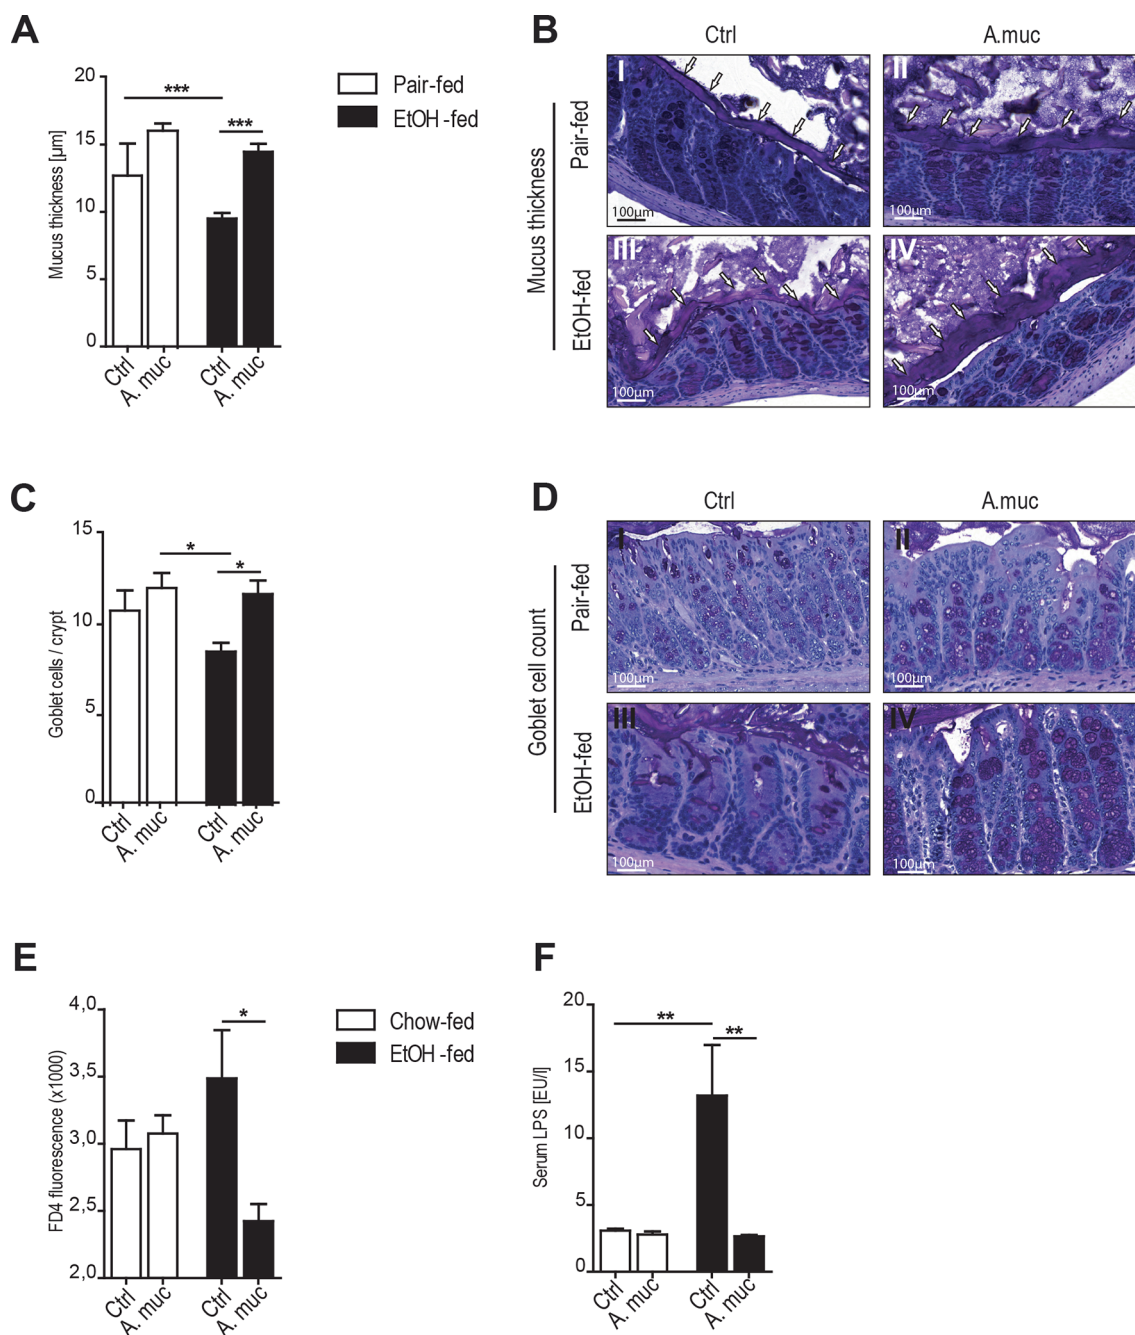 A
20
15
10
5
0
Mucus thickness [µm]
***
***
Ctrl
A. muc
Ctrl
A. muc
Pair-fed
EtOH -fed
B
Ctrl
A.muc
Mucus thickness
Pair-fed
EtOH-fed
I
100µm
II
100µm
III
100µm
IV
100µm
C
15
10
5
0
Goblet cells / crypt
*
*
Ctrl
A. muc
Ctrl
A. muc
D
Ctrl
A.muc
Goblet cell count
Pair-fed
EtOH-fed
I
100µm
II
100µm
III
100µm
IV
100µm
E
4,0
3,5
3,0
2,5
2,0
FD4 fluorescence (x1000)
*
Ctrl
A. muc
Ctrl
A. muc
Chow-fed
EtOH -fed
F
20
15
10
5
0
Serum LPS [EU/l]
**
**
Ctrl
A. muc
Ctrl
A. muc